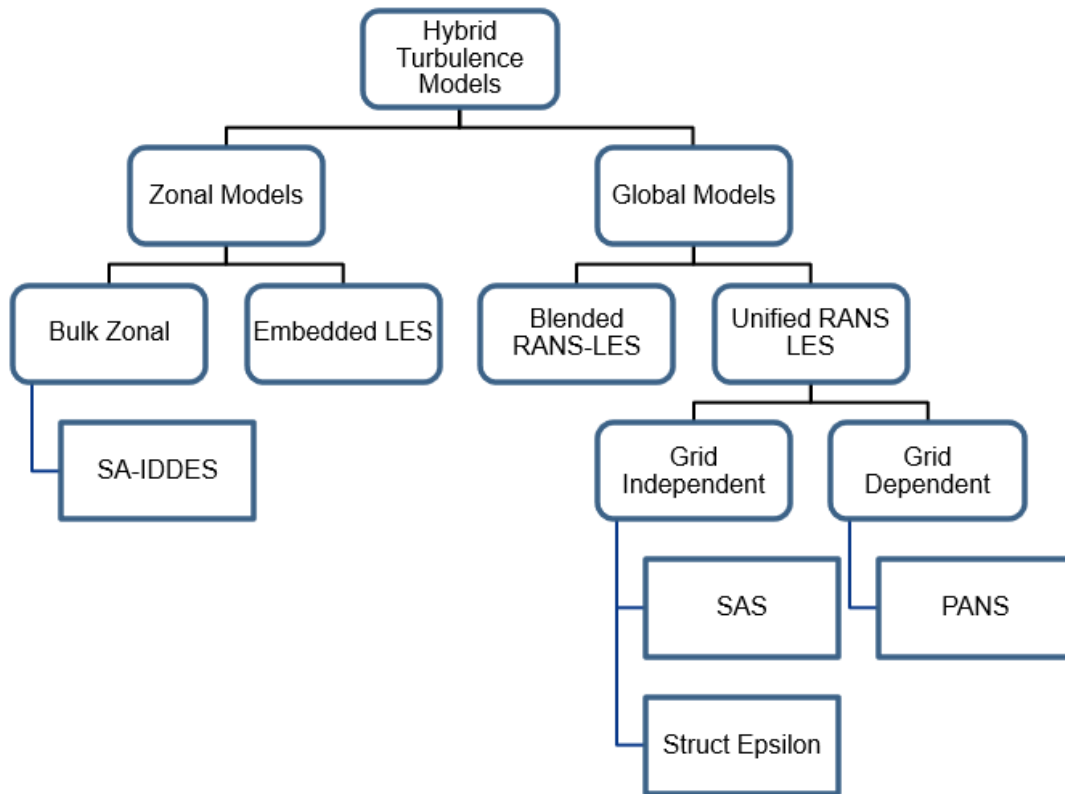 Hybrid
Turbulence
Models
Zonal Models
Global Models
Bulk Zonal
Embedded LES
Blended
RANS-LES
Unified RANS
LES
SA-IDDES
Grid
Independent
Grid
Dependent
SAS
PANS
Struct Epsilon